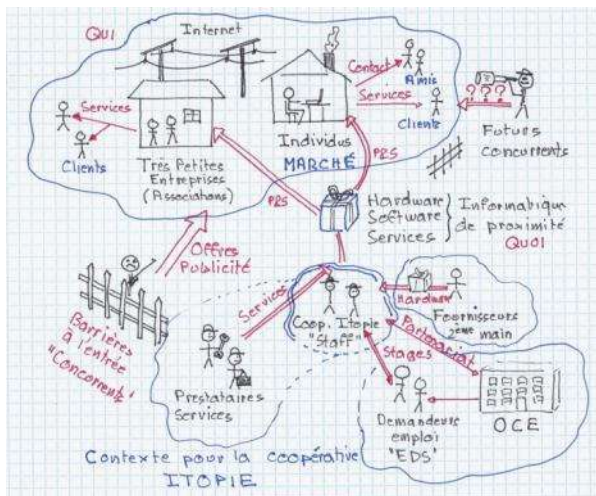 QUI
Internet
Contact
Amis
Services
Clients
Services
Clients
Très Petites
Entreprises
(Associations)
Individus
MARCHÉ
???
Futurs
concurrents
P&S
P&S
Hardware
Software
Services
Informatique
de proximité
QUOI
Offres
Publicité
Barrières
à l'entrée
"Concurrents"
Services
Coop. Itopie
"Staff"
Hardware
Fournisseurs
2ème main
Partenariat
Stages
Prestataires
Services
Demandeurs
emploi
"EDS"
OCE
Contexte pour la coopérative
ITOPIE